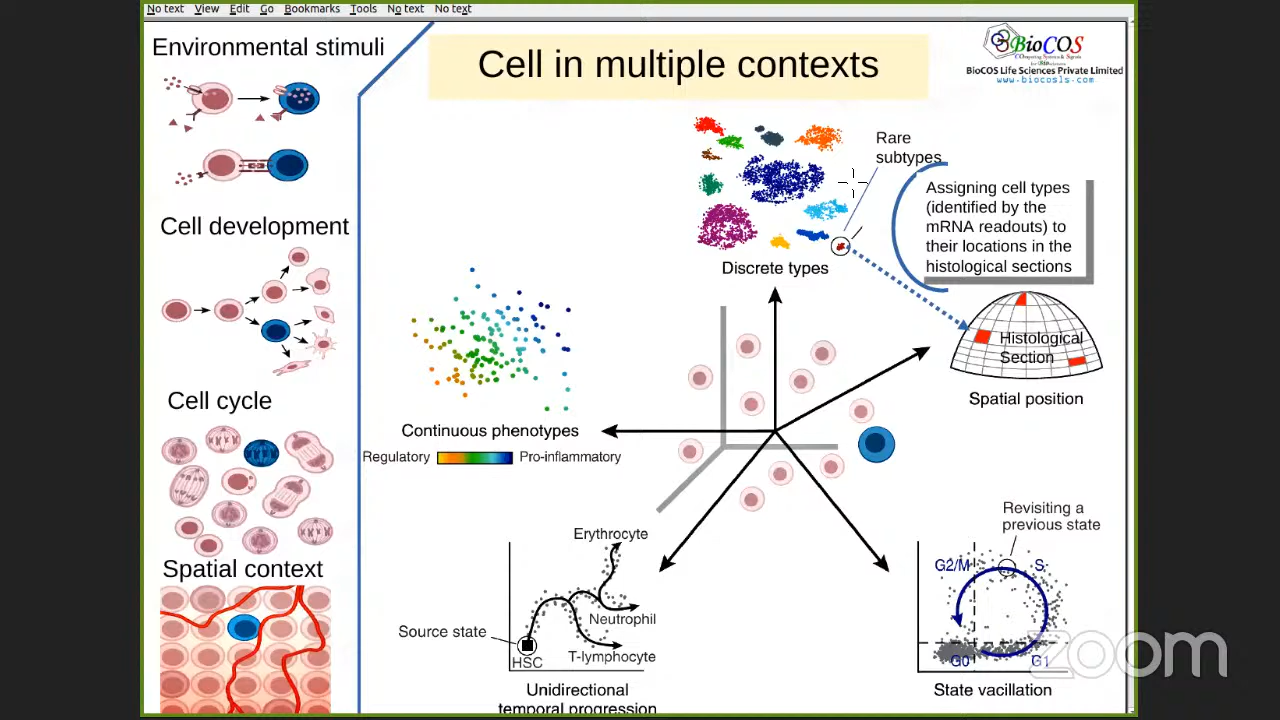 No text View Edit Go Bookmarks Tools No text No text
Environmental stimuli
Cell in multiple contexts
BioCOS
BioCOS Life Sciences Private Limited
www.biocosls.com
Rare
subtypes
Assigning cell types
(identified by the
mRNA readouts) to
their locations in the
histological sections
Cell development
Discrete types
Histological
Section
Spatial position
Cell cycle
Continuous phenotypes
Regulatory
Pro-inflammatory
Revisiting a
previous state
Erythrocyte
Neutrophil
T-lymphocyte
Source state
HSC
Unidirectional
temporal progression
G2/M
S
G0
G1
State vacillation
Spatial context
zoom